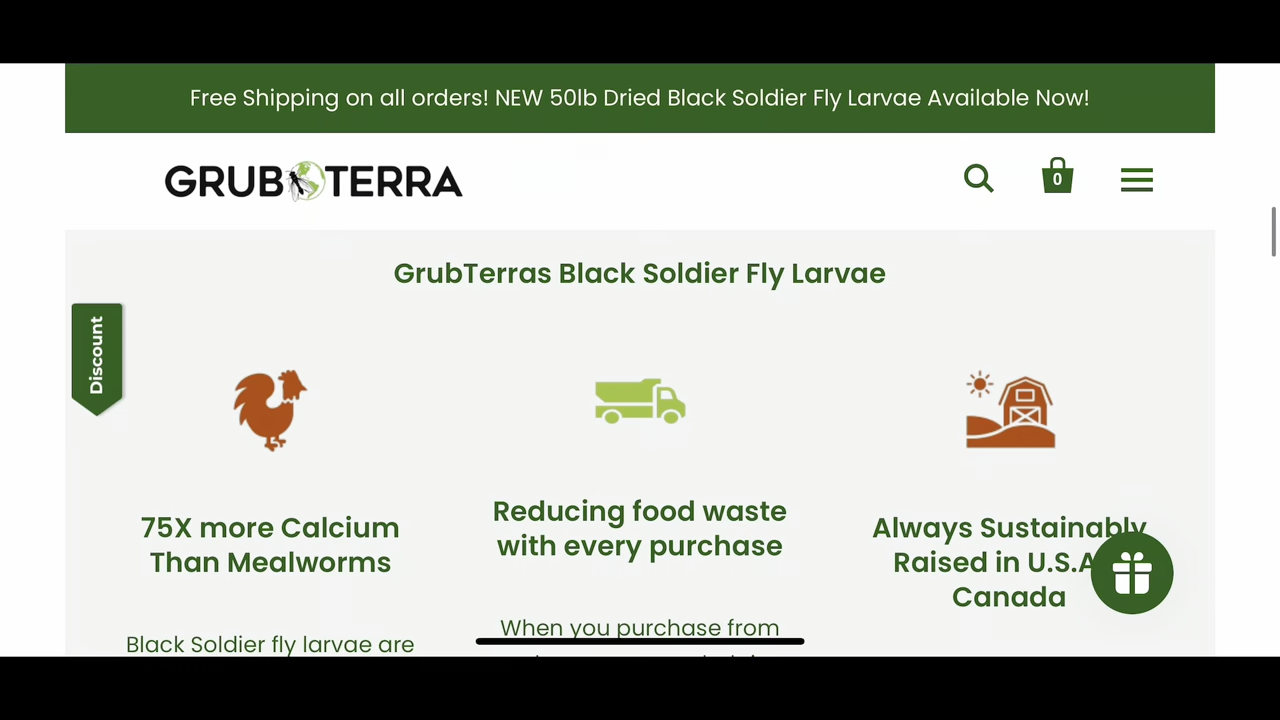 Free Shipping on all orders! NEW 50lb Dried Black Soldier Fly Larvae Available Now!
GRUB TERRA
0
GrubTerras Black Soldier Fly Larvae
Discount
75X more Calcium
Than Mealworms
Reducing food waste
with every purchase
Always Sustainably
Raised in U.S.A
Canada
Black Soldier fly larvae are
When you purchase from